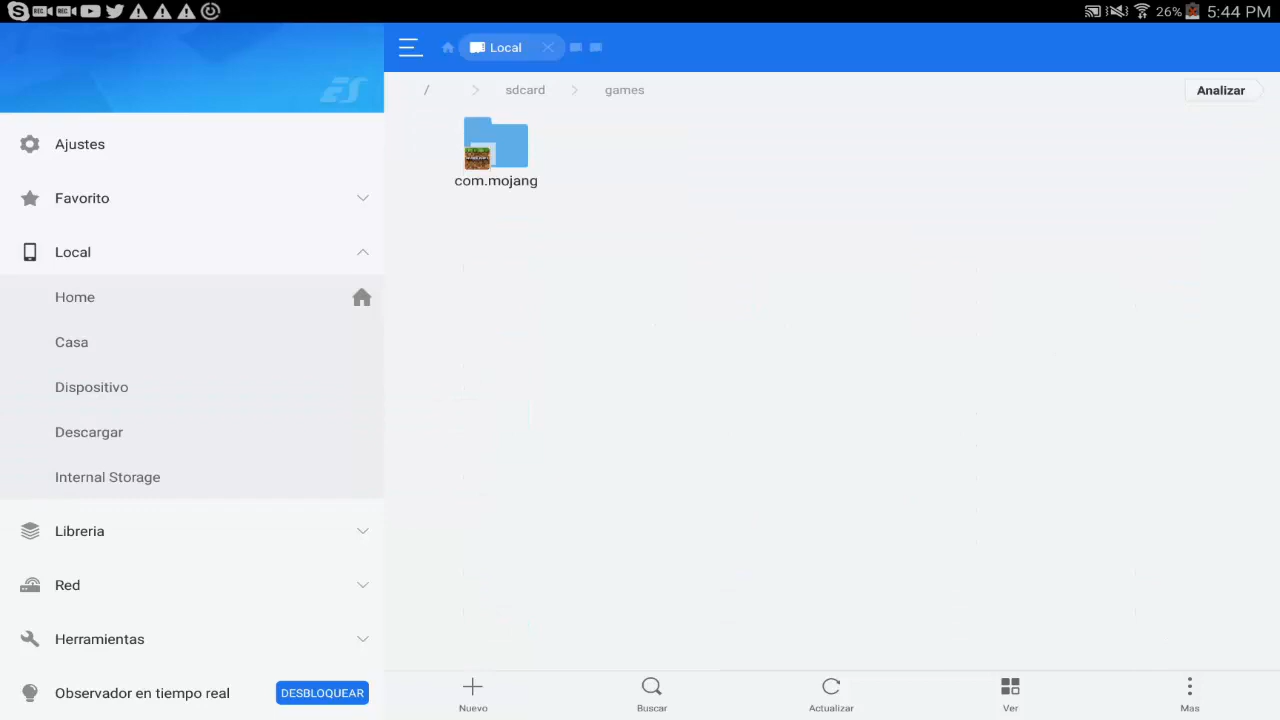 26% 5:44 PM
Local
/ > sdcard > games
Analizar
ES
Ajustes
Favorito
Local
Home
Casa
Dispositivo
Descargar
Internal Storage
Libreria
Red
Herramientas
Observador en tiempo real
DESBLOQUEAR
com.mojang
Nuevo
Buscar
Actualizar
Ver
Mas